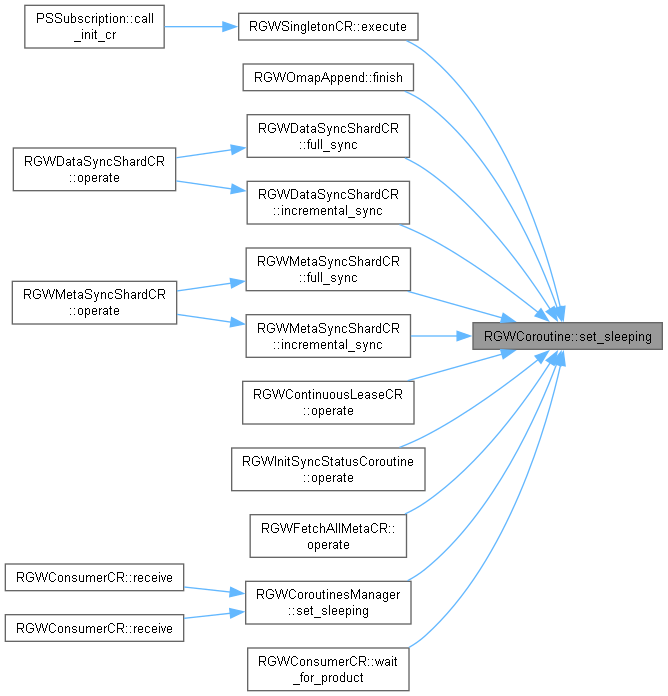 PSSubscription::call
_init_cr
RGWSingletonCR::execute
RGWOmapAppend::finish
RGWDataSyncShardCR
::full_sync
RGWDataSyncShardCR
::operate
RGWDataSyncShardCR
::incremental_sync
RGWMetaSyncShardCR
::full_sync
RGWMetaSyncShardCR
::operate
RGWMetaSyncShardCR
::incremental_sync
RGWCoroutine::set_sleeping
RGWContinuousLeaseCR
::operate
RGWInitSyncStatusCoroutine
::operate
RGWFetchAllMetaCR::
operate
RGWConsumerCR::receive
RGWCoroutinesManager
::set_sleeping
RGWConsumerCR::receive
RGWConsumerCR::wait
_for_product